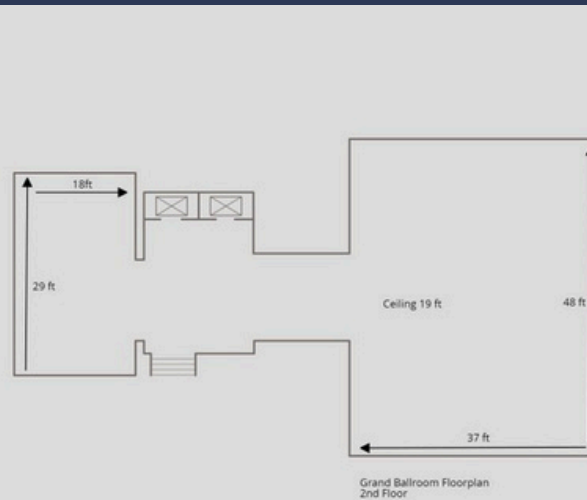 18ft
29 ft
Ceiling 19 ft
48 ft
37 ft
Grand Ballroom Floorplan
2nd Floor